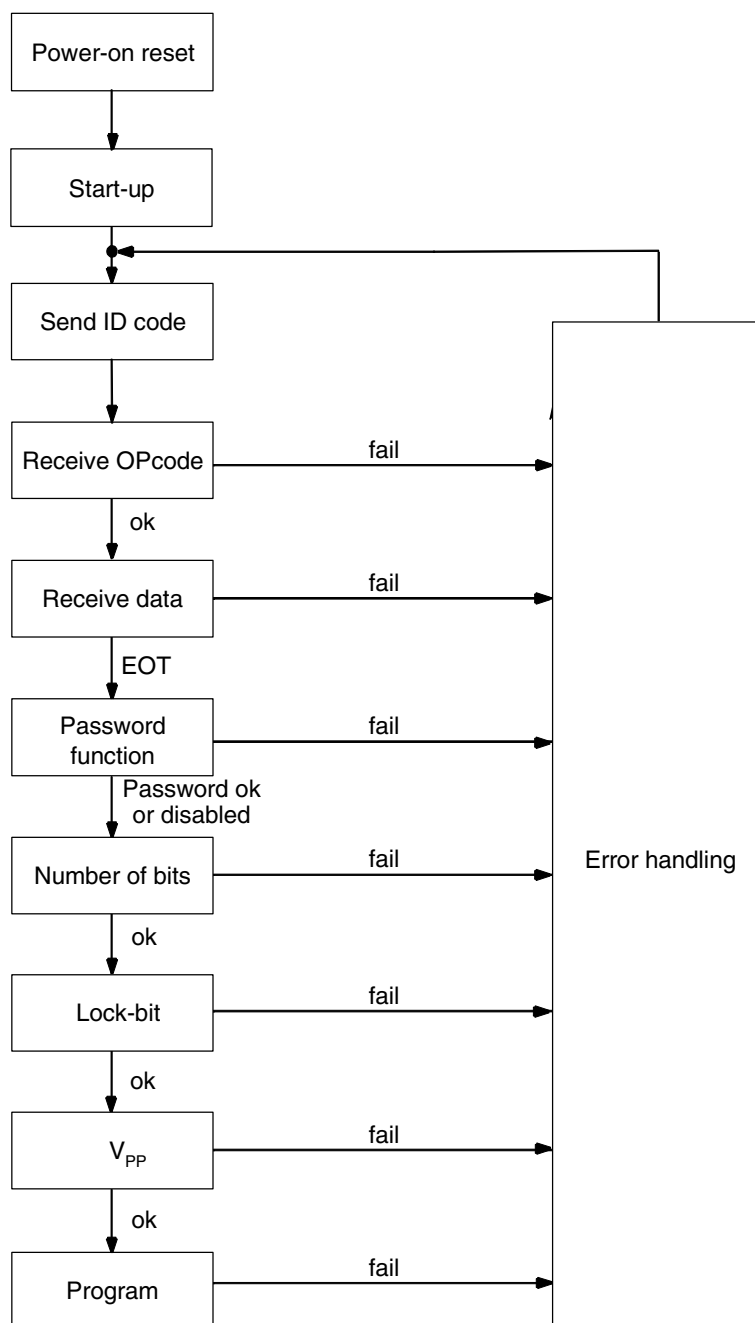 Power-on reset
Start-up
Send ID code
Receive OPcode
fail
ok
Receive data
fail
EOT
Password
function
fail
Password ok
or disabled
Number of bits
fail
Error handling
ok
Lock-bit
fail
ok
VPP
fail
ok
Program
fail